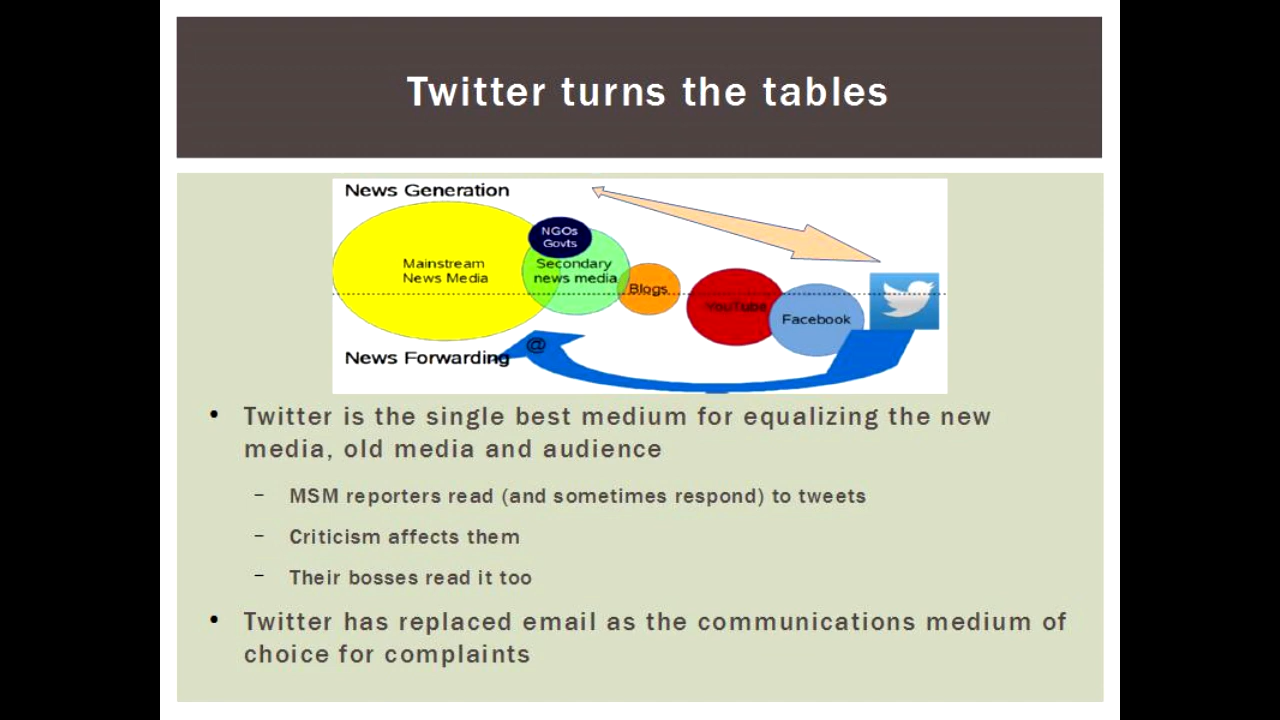 Twitter turns the tables
News Generation
NGOs
Govts
Mainstream
News Media
Secondary
news media
Blogs
YouTube
Facebook
@
News Forwarding
• Twitter is the single best medium for equalizing the new
media, old media and audience
– MSM reporters read (and sometimes respond) to tweets
– Criticism affects them
– Their bosses read it too
• Twitter has replaced email as the communications medium of
choice for complaints